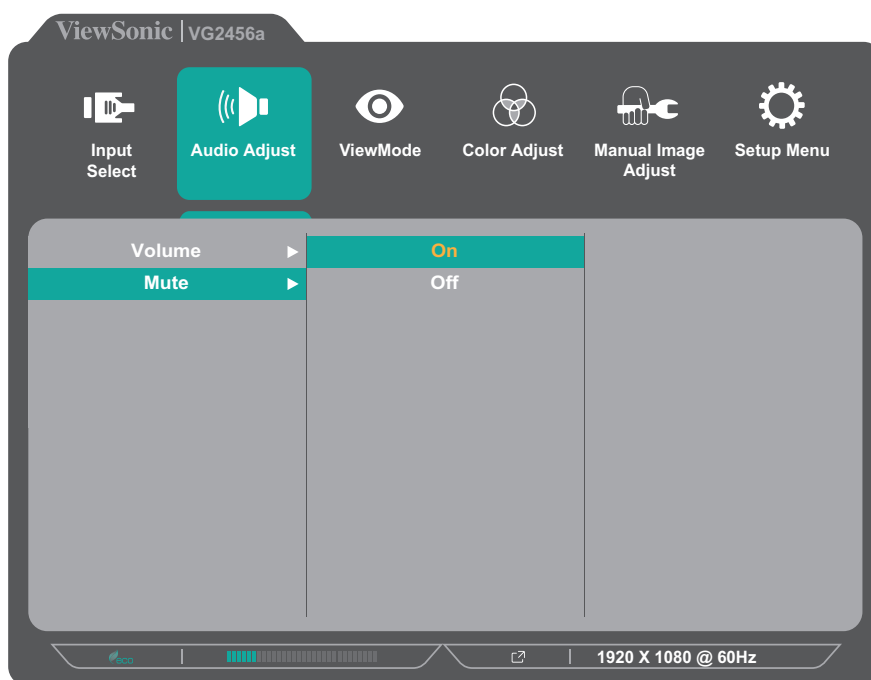 ViewSonic | VG2456a
Input Select
Audio Adjust
ViewMode
Color Adjust
Manual Image Adjust
Setup Menu
Volume
On
Mute
Off
eco
1920 X 1080 @ 60Hz